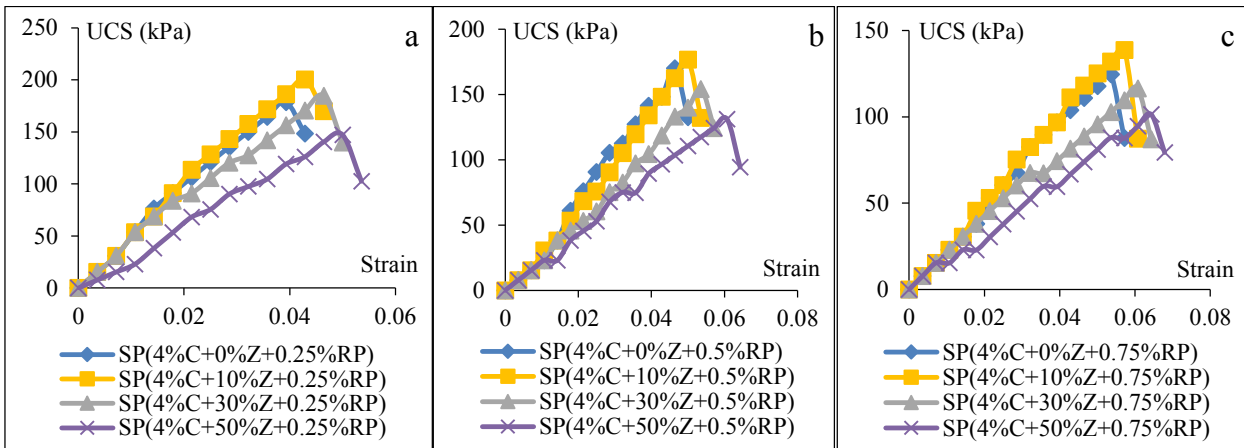 UCS (kPa)
a
250
200
150
100
50
0
Strain
0 0.02 0.04 0.06
SP(4%C+0%Z+0.25%RP)
SP(4%C+10%Z+0.25%RP)
SP(4%C+30%Z+0.25%RP)
SP(4%C+50%Z+0.25%RP)
UCS (kPa)
b
200
150
100
50
0
Strain
0 0.02 0.04 0.06 0.08
SP(4%C+0%Z+0.5%RP)
SP(4%C+10%Z+0.5%RP)
SP(4%C+30%Z+0.5%RP)
SP(4%C+50%Z+0.5%RP)
UCS (kPa)
c
150
100
50
0
Strain
0 0.02 0.04 0.06 0.08
SP(4%C+0%Z+0.75%RP)
SP(4%C+10%Z+0.75%RP)
SP(4%C+30%Z+0.75%RP)
SP(4%C+50%Z+0.75%RP)